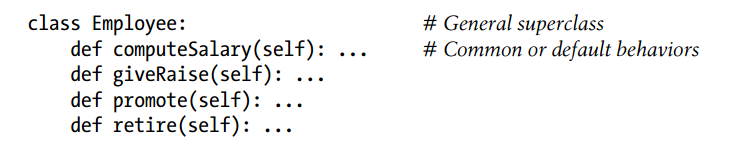 class Employee: # General superclass
def computeSalary(self): ... # Common or default behaviors
def giveRaise(self): ...
def promote(self): ...
def retire(self): ...